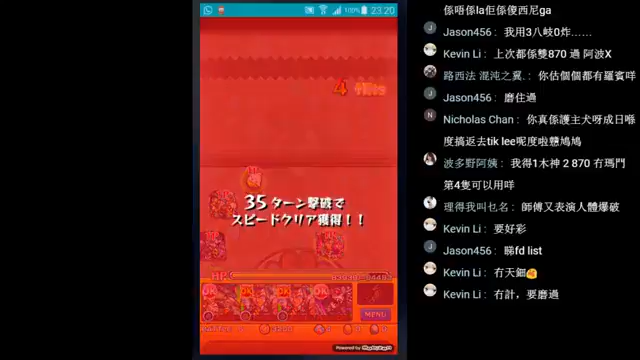 100% 23:20
4 Hits
35ターン撃破で
スピードクリア獲得！！
HP
MENU
Powered by
係唔係la佢係傻西尼ga
Jason456： 我用3八岐0炸……
Kevin Li： 上次都係雙870 過 阿波X
路西法 混沌之翼.： 你估個個都有羅賓咩
Jason456： 磨住過
Nicholas Chan： 你真係護主犬呀成日喺
度搞返去tik lee呢度啦戇鳩鳩
波多野阿姨： 我得1木神 2 870 冇瑪門
第4隻可以用咩
理得我叫乜名： 師傅又表演人體爆破
Kevin Li： 要好彩
Jason456： 睇fd list
Kevin Li： 冇天鈿
Kevin Li： 冇計，要磨過